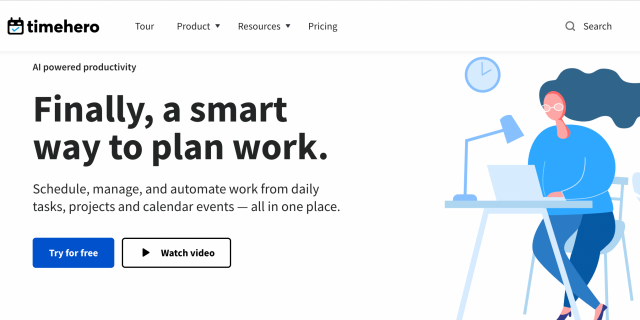 timehero
Tour
Product
Resources
Pricing
Search
AI powered productivity
Finally, a smart
way to plan work.
Schedule, manage, and automate work from daily
tasks, projects and calendar events — all in one place.
Try for free
Watch video